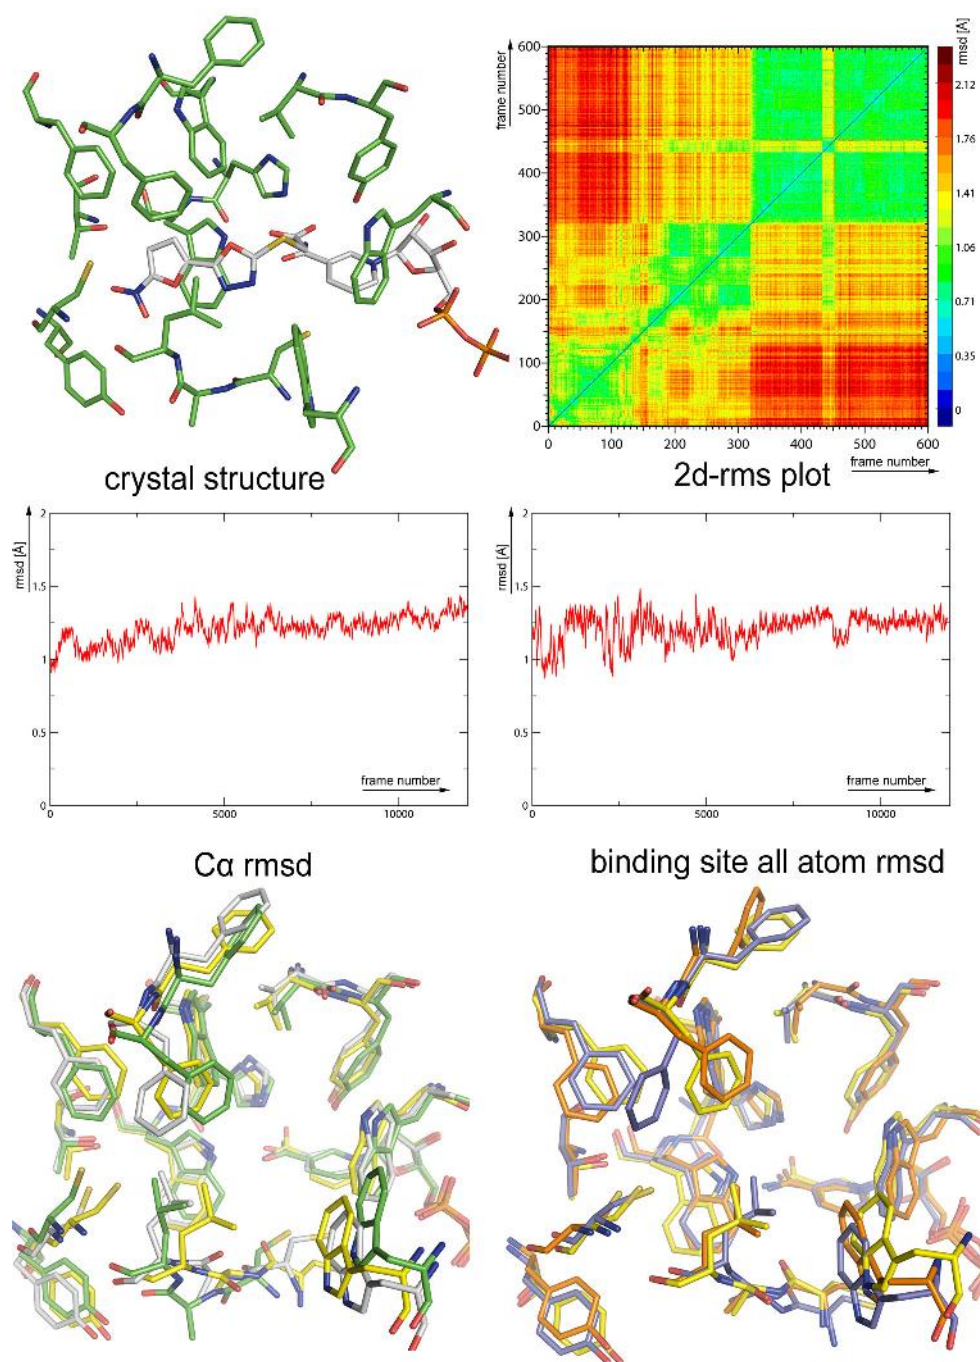 rmsd [Å]
frame number
600
500
400
300
200
100
0
2.12
1.76
1.41
1.06
0.71
0.35
0
0 100 200 300 400 500 600
crystal structure
2d-rms plot
frame number
rmsd [Å]
2
1.5
1
0.5
0
frame number
0 5000 10000
rmsd [Å]
2
1.5
1
0.5
0
frame number
0 5000 10000
Cα rmsd
binding site all atom rmsd